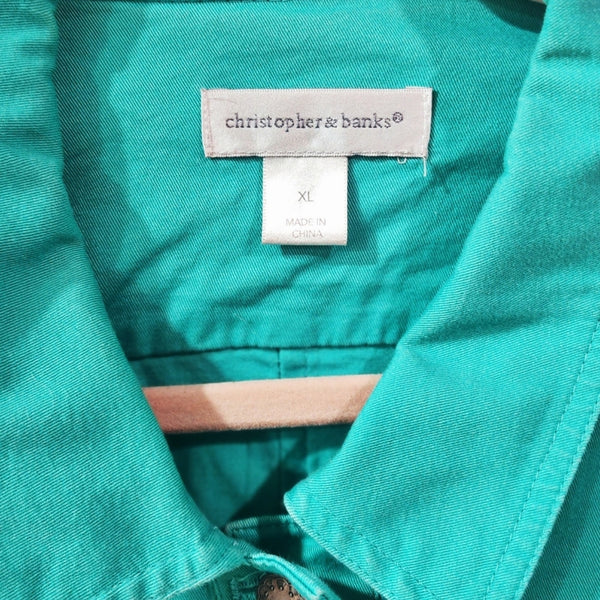 christopher & banks®
XL
MADE IN
CHINA